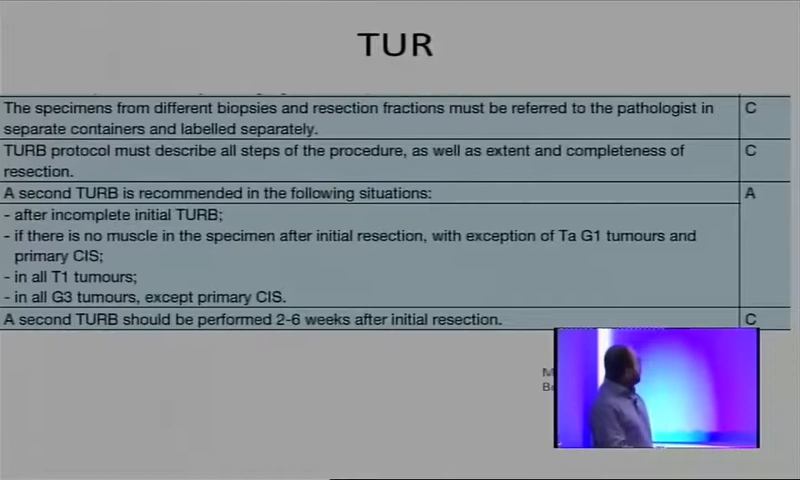 TUR
The specimens from different biopsies and resection fractions must be referred to the pathologist in C
separate containers and labelled separately.
TURB protocol must describe all steps of the procedure, as well as extent and completeness of C
resection.
A second TURB is recommended in the following situations: A
- after incomplete initial TURB;
- if there is no muscle in the specimen after initial resection, with exception of Ta G1 tumours and
primary CIS;
- in all T1 tumours;
- in all G3 tumours, except primary CIS.
A second TURB should be performed 2-6 weeks after initial resection. C